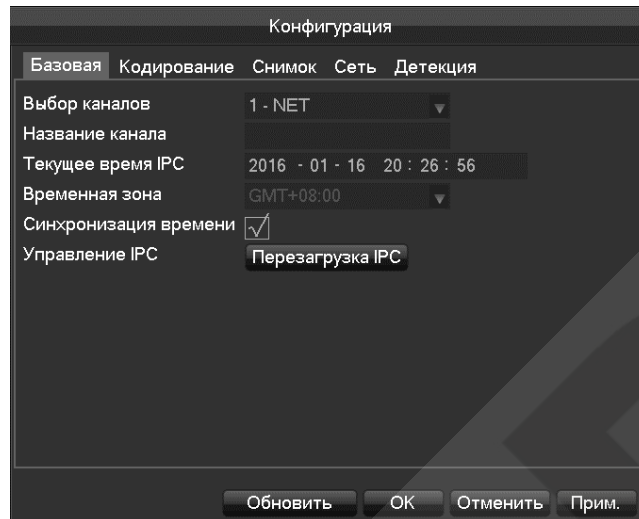 Конфигурация
Базовая Кодирование Снимок Сеть Детекция
Выбор каналов 1 - NET
Название канала
Текущее время IPC 2016 - 01 - 16 20 : 26 : 56
Временная зона GMT+08:00
Синхронизация времени
Управление IPC Перезагрузка IPC
Обновить OK Отменить Прим.